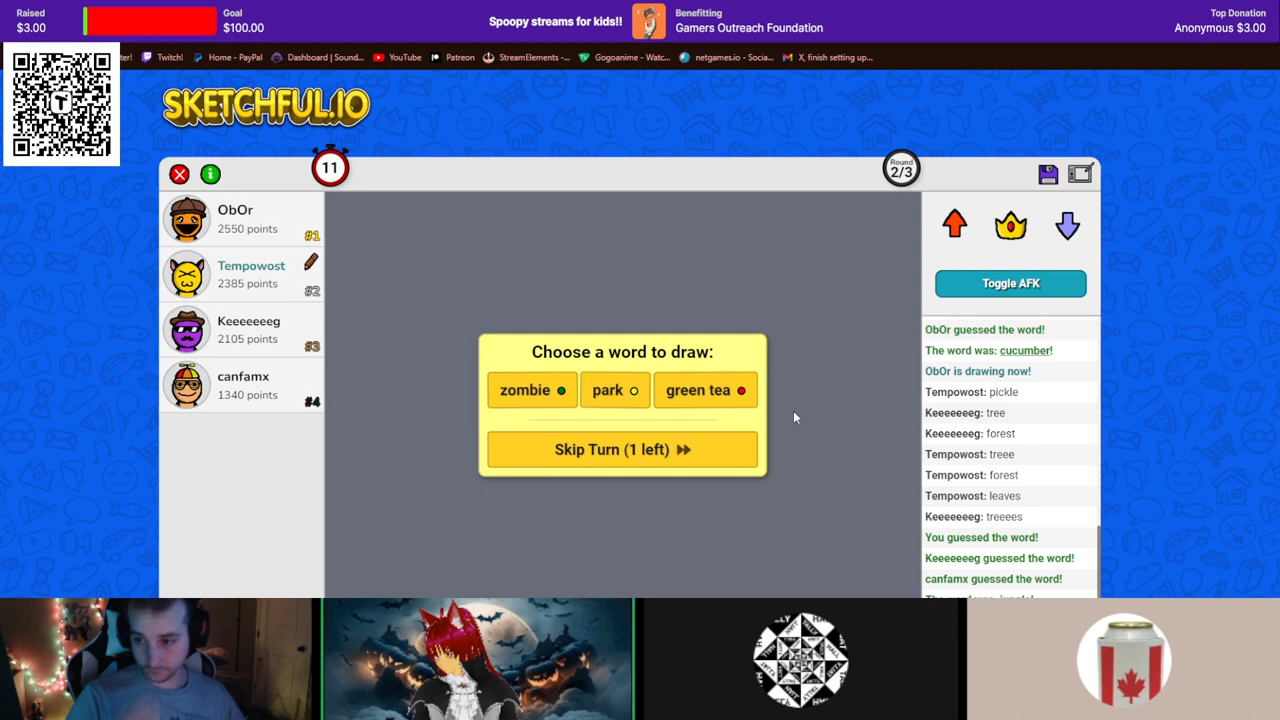 Raised
$3.00
Goal
$100.00
Spoopy streams for kids!!
Benefitting
Gamers Outreach Foundation
Top Donation
Anonymous $3.00
Twitch!
Home - PayPal
Dashboard | Sound...
YouTube
Patreon
StreamElements -...
Gogoanime - Watc...
netgames.io - Socia...
X, finish setting up...
SKETCHFUL.IO
11
Round
2/3
ObOr
2550 points
#1
Tempowost
2385 points
#2
Keeeeeeeg
2105 points
#3
canfamx
1340 points
#4
Choose a word to draw:
zombie
park
green tea
Skip Turn (1 left)
Toggle AFK
ObOr guessed the word!
The word was: cucumber!
ObOr is drawing now!
Tempowost: pickle
Keeeeeeeg: tree
Keeeeeeeg: forest
Tempowost: treee
Tempowost: forest
Tempowost: leaves
Keeeeeeeg: treeees
You guessed the word!
Keeeeeeeg guessed the word!
canfamx guessed the word!